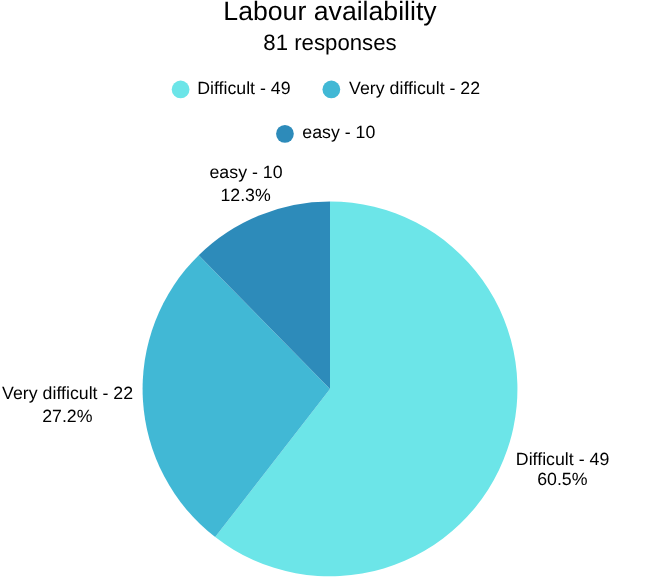 Labour availability
81 responses
Difficult - 49
Very difficult - 22
easy - 10
easy - 10
12.3%
Very difficult - 22
27.2%
Difficult - 49
60.5%